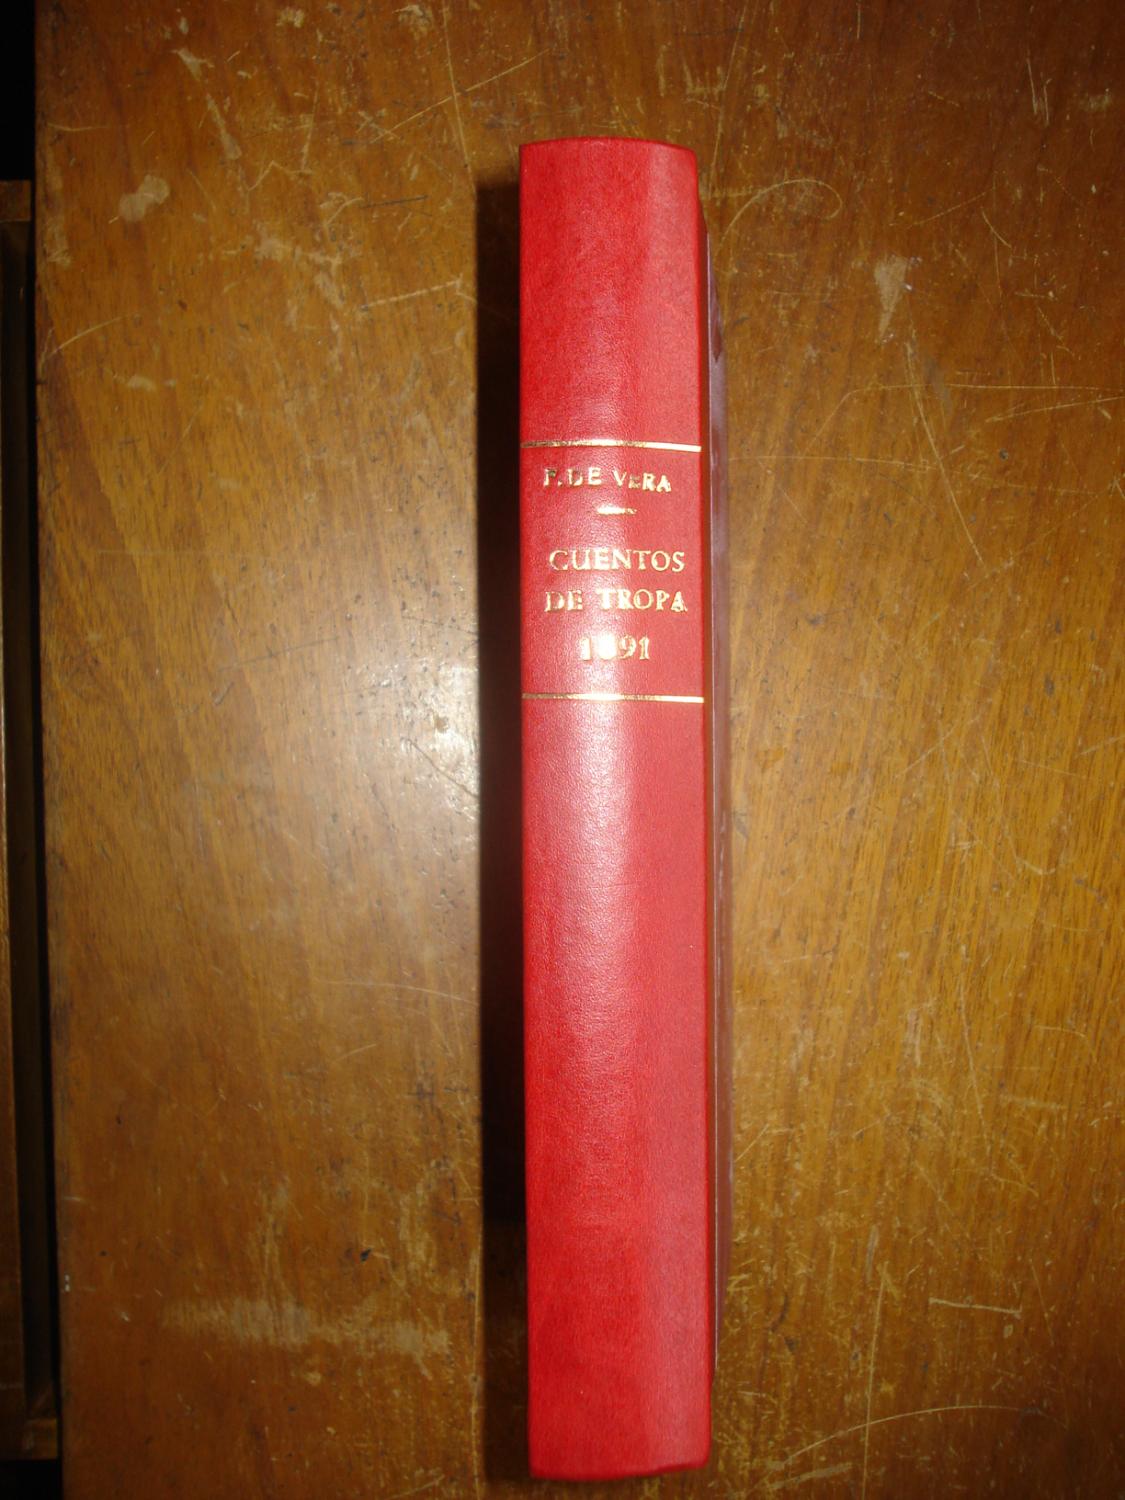 F. DE VERA
CUENTOS
DE TROPA
1891